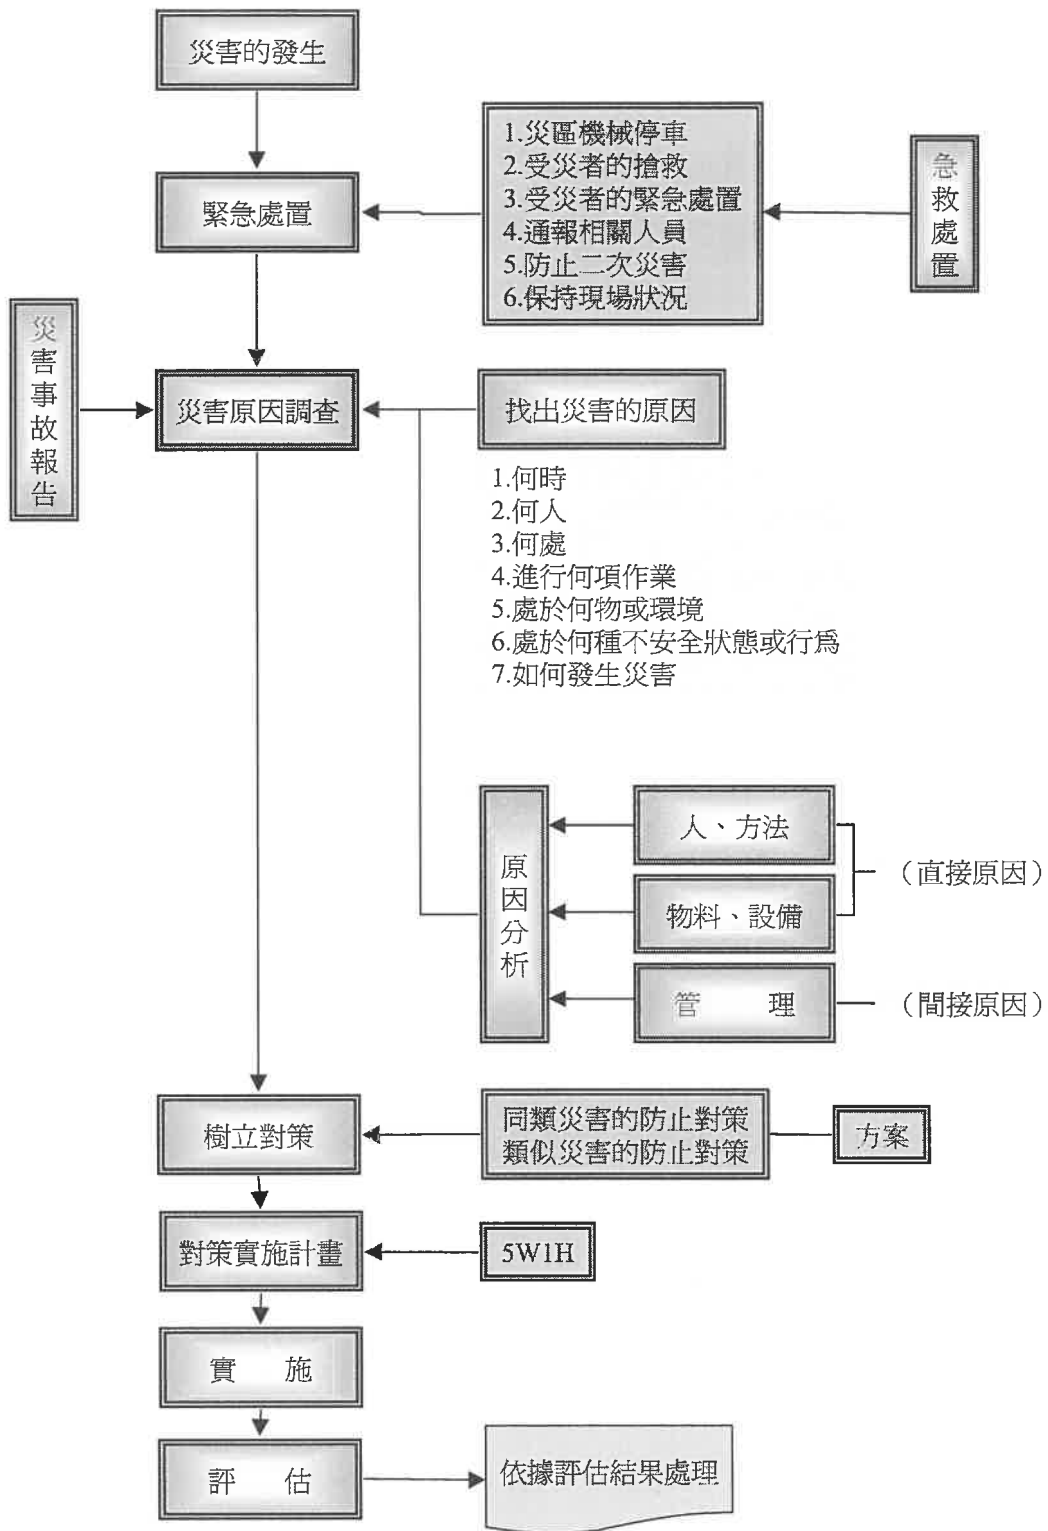 災害的發生
緊急處置
1.災區機械停車
2.受災者的搶救
3.受災者的緊急處置
4.通報相關人員
5.防止二次災害
6.保持現場狀況
急救處置
災害事故報告
災害原因調查
找出災害的原因
1.何時
2.何人
3.何處
4.進行何項作業
5.處於何物或環境
6.處於何種不安全狀態或行爲
7.如何發生災害
原因分析
人、方法
物料、設備
(直接原因)
管 理
(間接原因)
樹立對策
同類災害的防止對策
類似災害的防止對策
方案
對策實施計畫
5W1H
實 施
評 估
依據評估結果處理